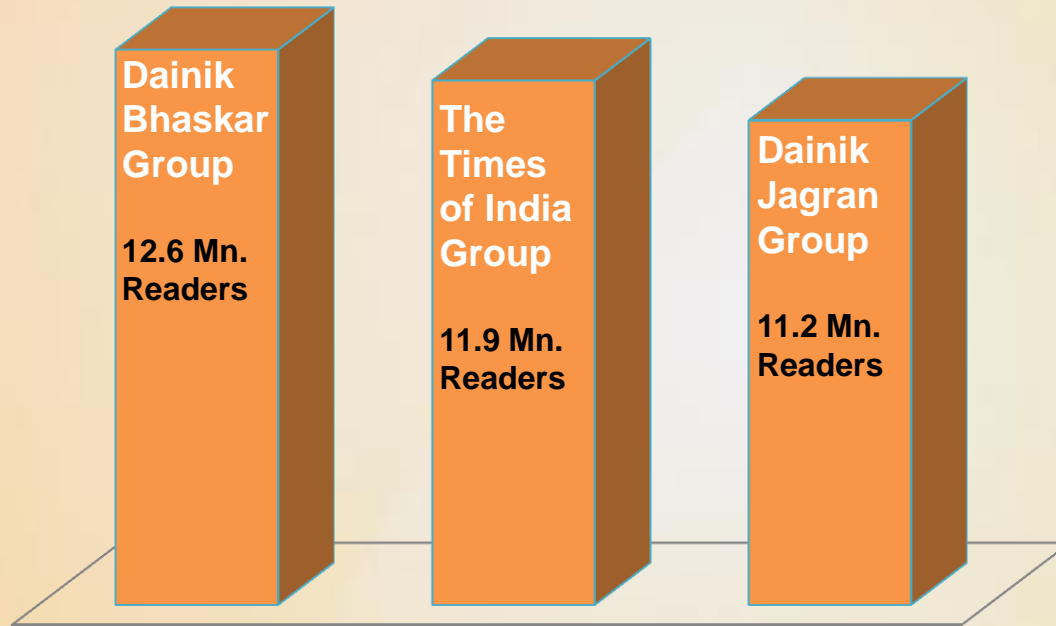 Dainik
Bhaskar
Group
12.6 Mn.
Readers
The
Times
of India
Group
11.9 Mn.
Readers
Dainik
Jagran
Group
11.2 Mn.
Readers